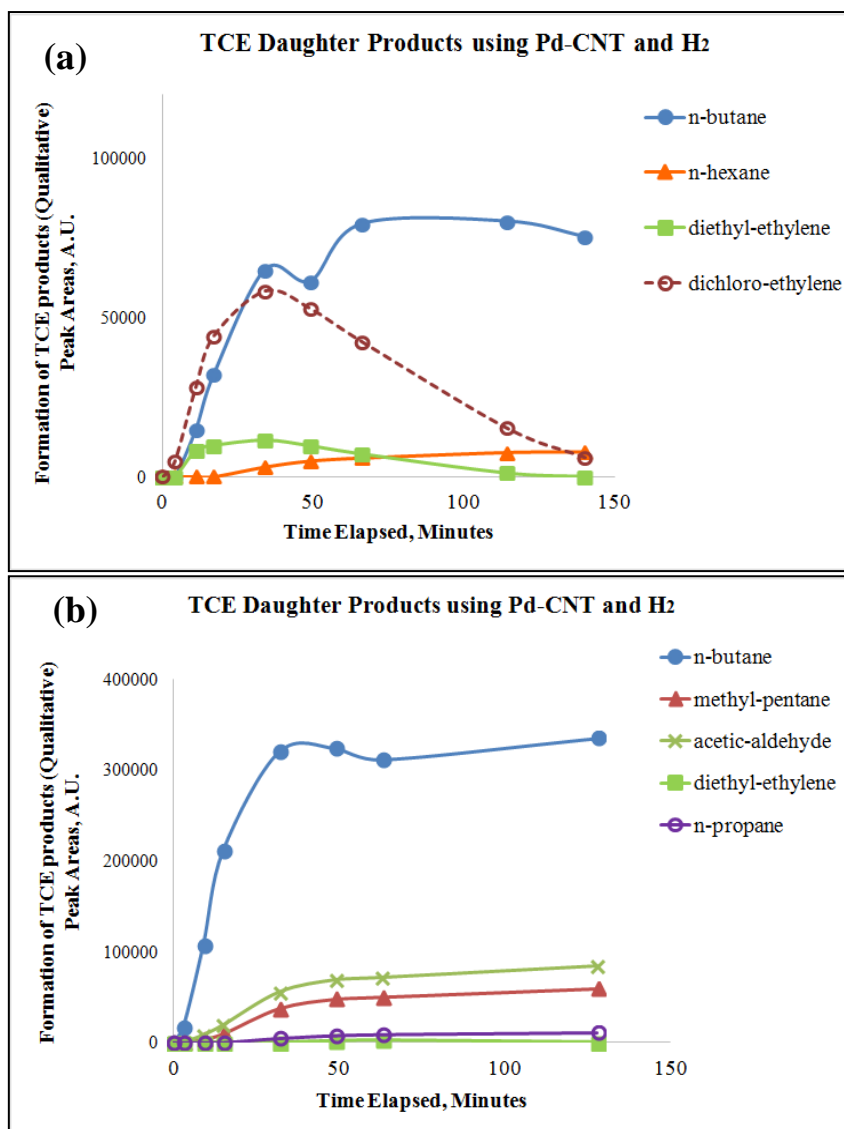 (a)
TCE Daughter Products using Pd-CNT and H2
Formation of TCE products (Qualitative)
Peak Areas, A.U.
100000
50000
0
0 50 100 150
Time Elapsed, Minutes
n-butane
n-hexane
diethyl-ethylene
dichloro-ethylene
(b)
TCE Daughter Products using Pd-CNT and H2
Formation of TCE products (Qualitative)
Peak Areas, A.U.
400000
300000
200000
100000
0
0 50 100 150
Time Elapsed, Minutes
n-butane
methyl-pentane
acetic-aldehyde
diethyl-ethylene
n-propane